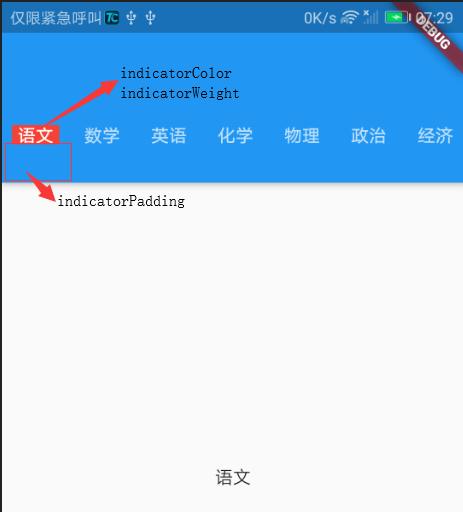 仅限紧急呼叫 TC 0K/s 07:29
DEBUG
indicatorColor
indicatorWeight
语文 数学 英语 化学 物理 政治 经济
indicatorPadding
语文